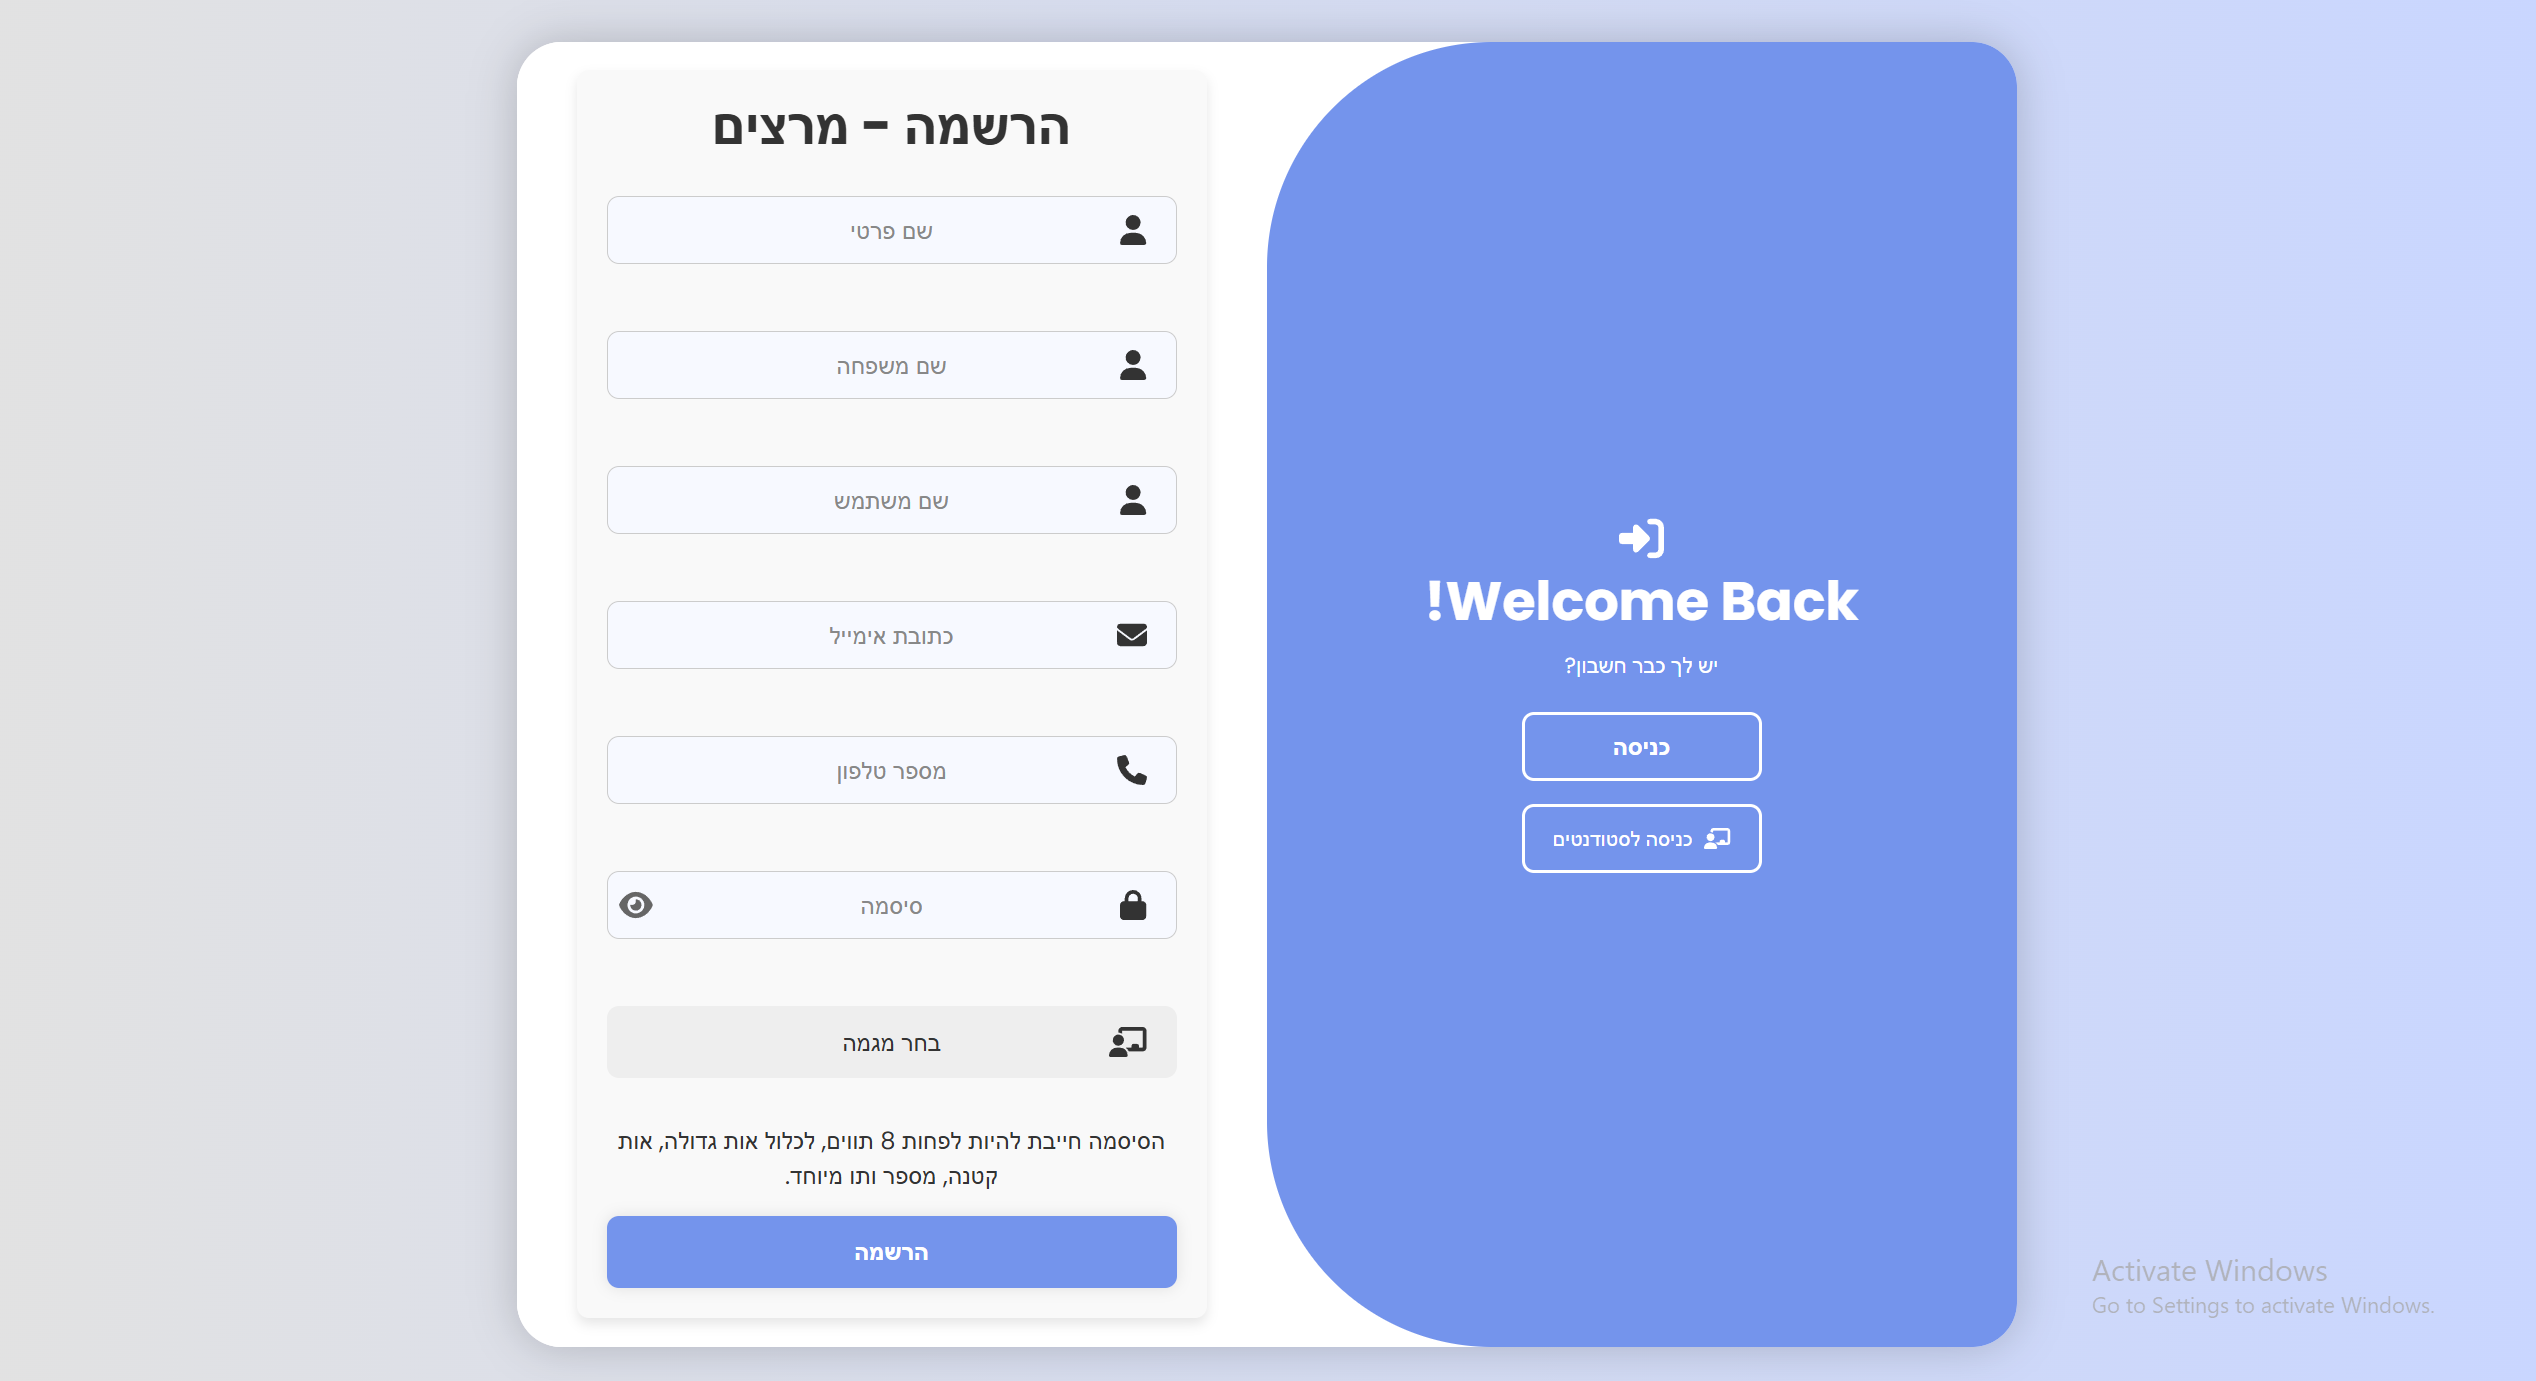 הרשמה – מרצים
שם פרטי
שם משפחה
שם משתמש
כתובת אימייל
מספר טלפון
סיסמה
בחר מגמה
הסיסמה חייבת להיות לפחות 8 תווים, לכלול אות גדולה, אות
קטנה, מספר ותו מיוחד.
הרשמה
!Welcome Back
יש לך כבר חשבון?
כניסה
כניסה לסטודנטים
Activate Windows
Go to Settings to activate Windows.